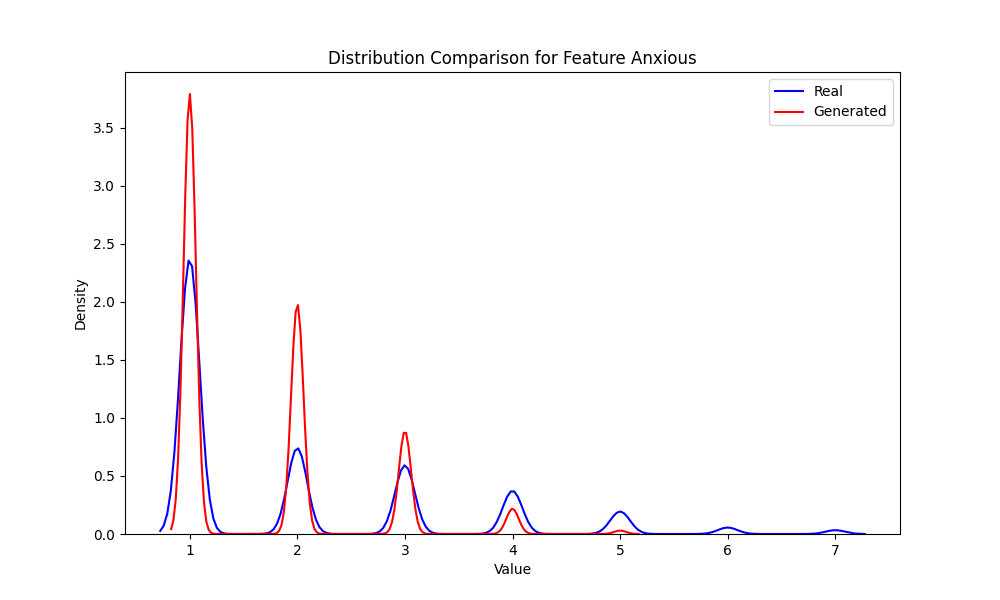 Distribution Comparison for Feature Anxious
Real
Generated
Density
3.5
3.0
2.5
2.0
1.5
1.0
0.5
0.0
1 2 3 4 5 6 7
Value